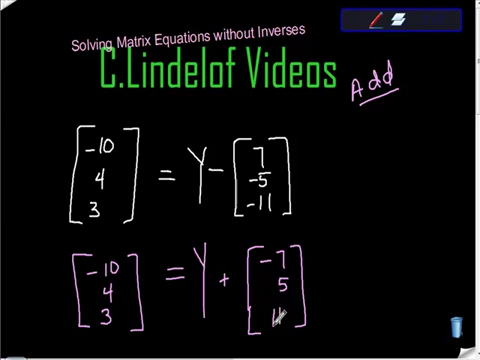 Solving Matrix Equations without Inverses
C.Lindelof Videos
Add
-10
4 = Y - 7
3 -5
-11
-10
4 = Y + -7
3 5
11